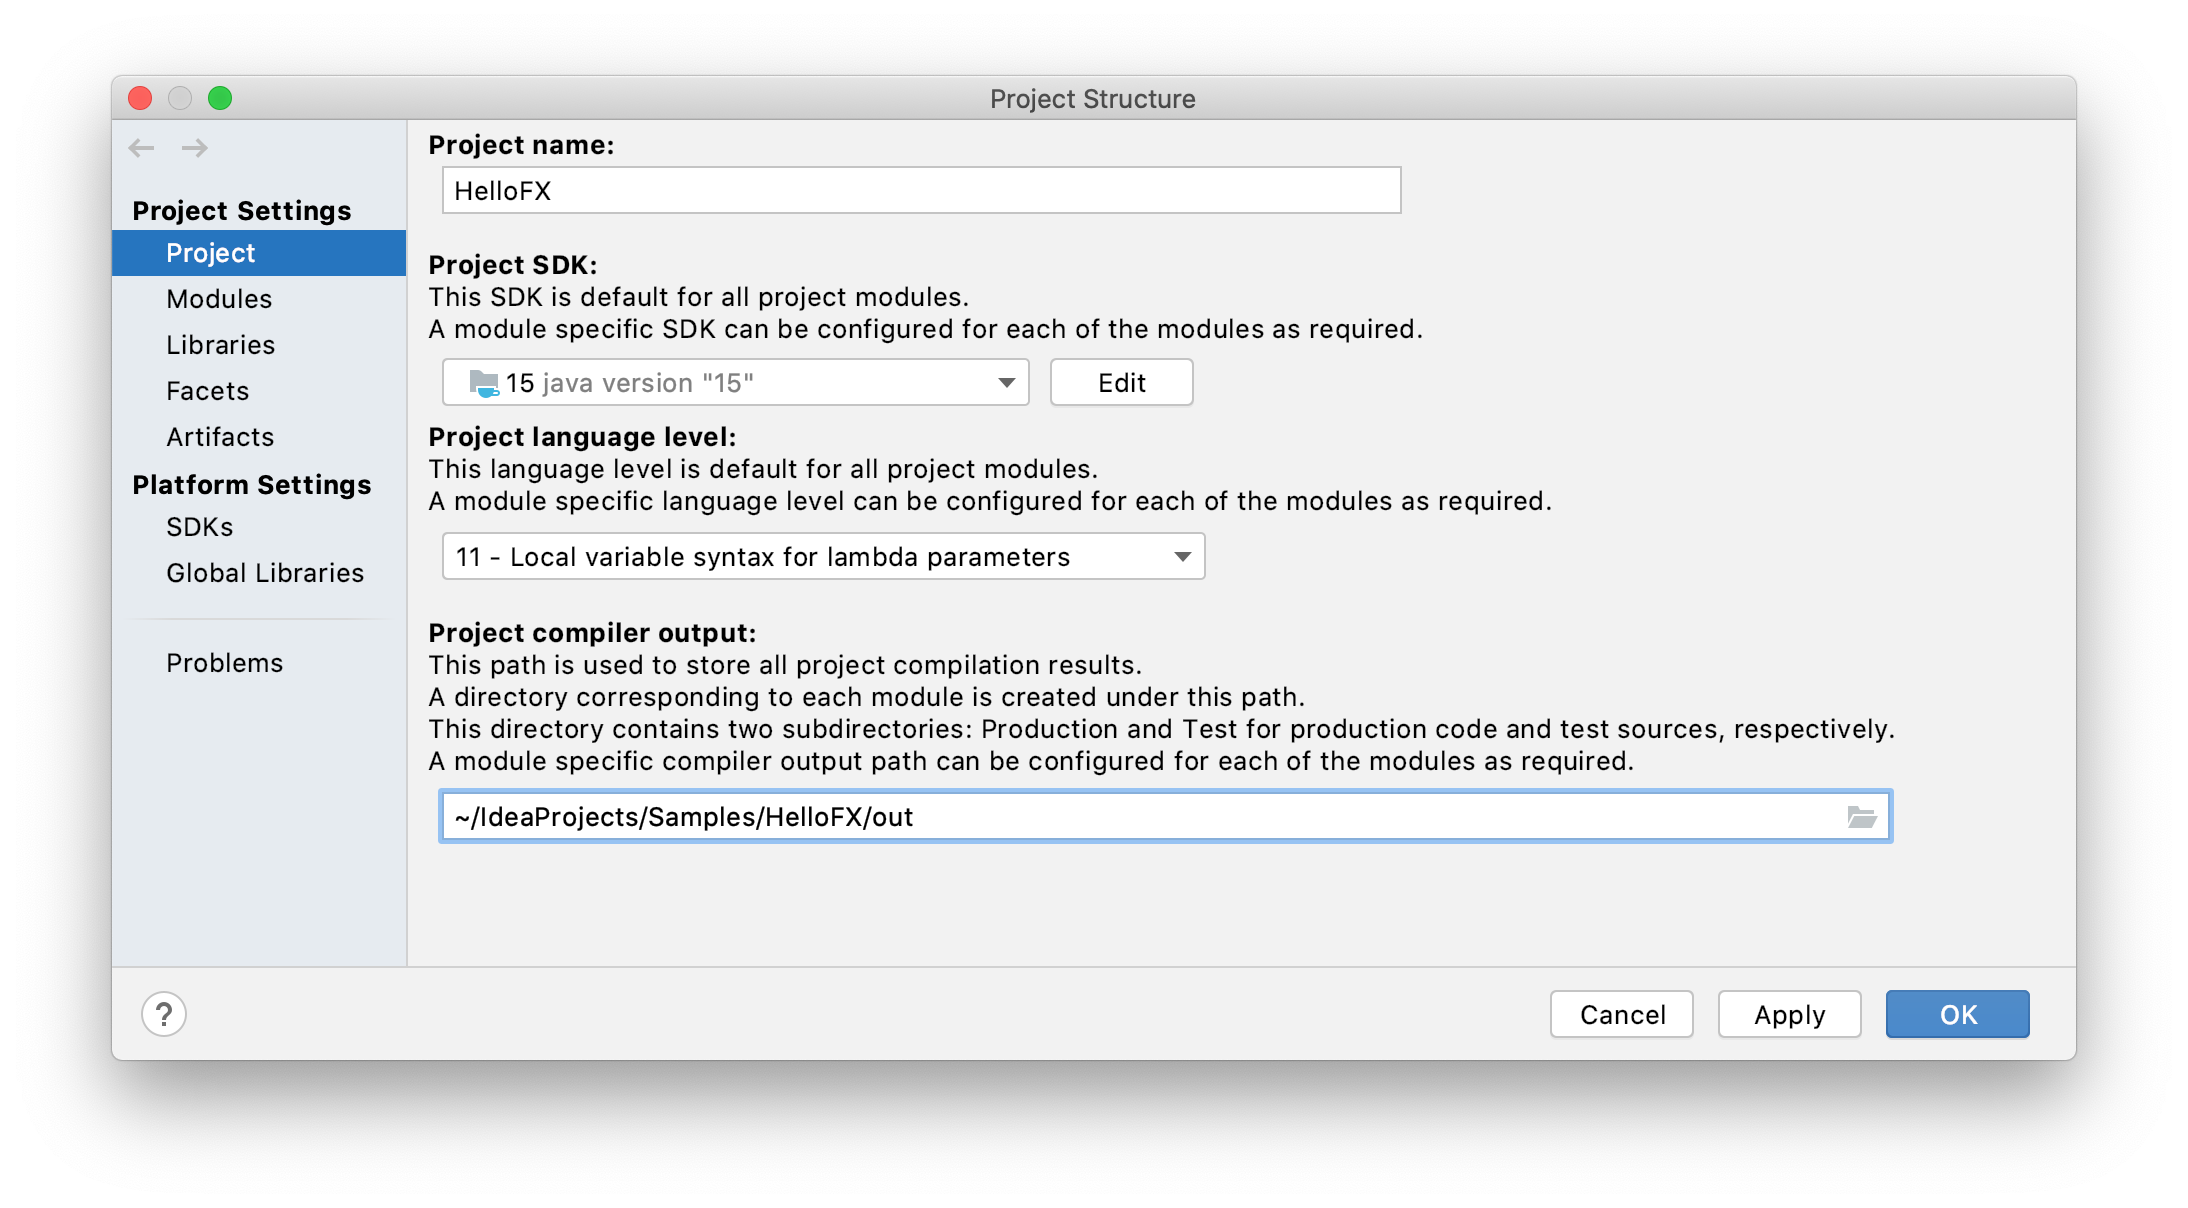 Project Structure
Project Settings
Project
Modules
Libraries
Facets
Artifacts
Platform Settings
SDKs
Global Libraries
Problems
Project name:
HelloFX
Project SDK:
This SDK is default for all project modules.
A module specific SDK can be configured for each of the modules as required.
15 java version "15"
Edit
Project language level:
This language level is default for all project modules.
A module specific language level can be configured for each of the modules as required.
11 - Local variable syntax for lambda parameters
Project compiler output:
This path is used to store all project compilation results.
A directory corresponding to each module is created under this path.
This directory contains two subdirectories: Production and Test for production code and test sources, respectively.
A module specific compiler output path can be configured for each of the modules as required.
~/IdeaProjects/Samples/HelloFX/out
?
Cancel
Apply
OK